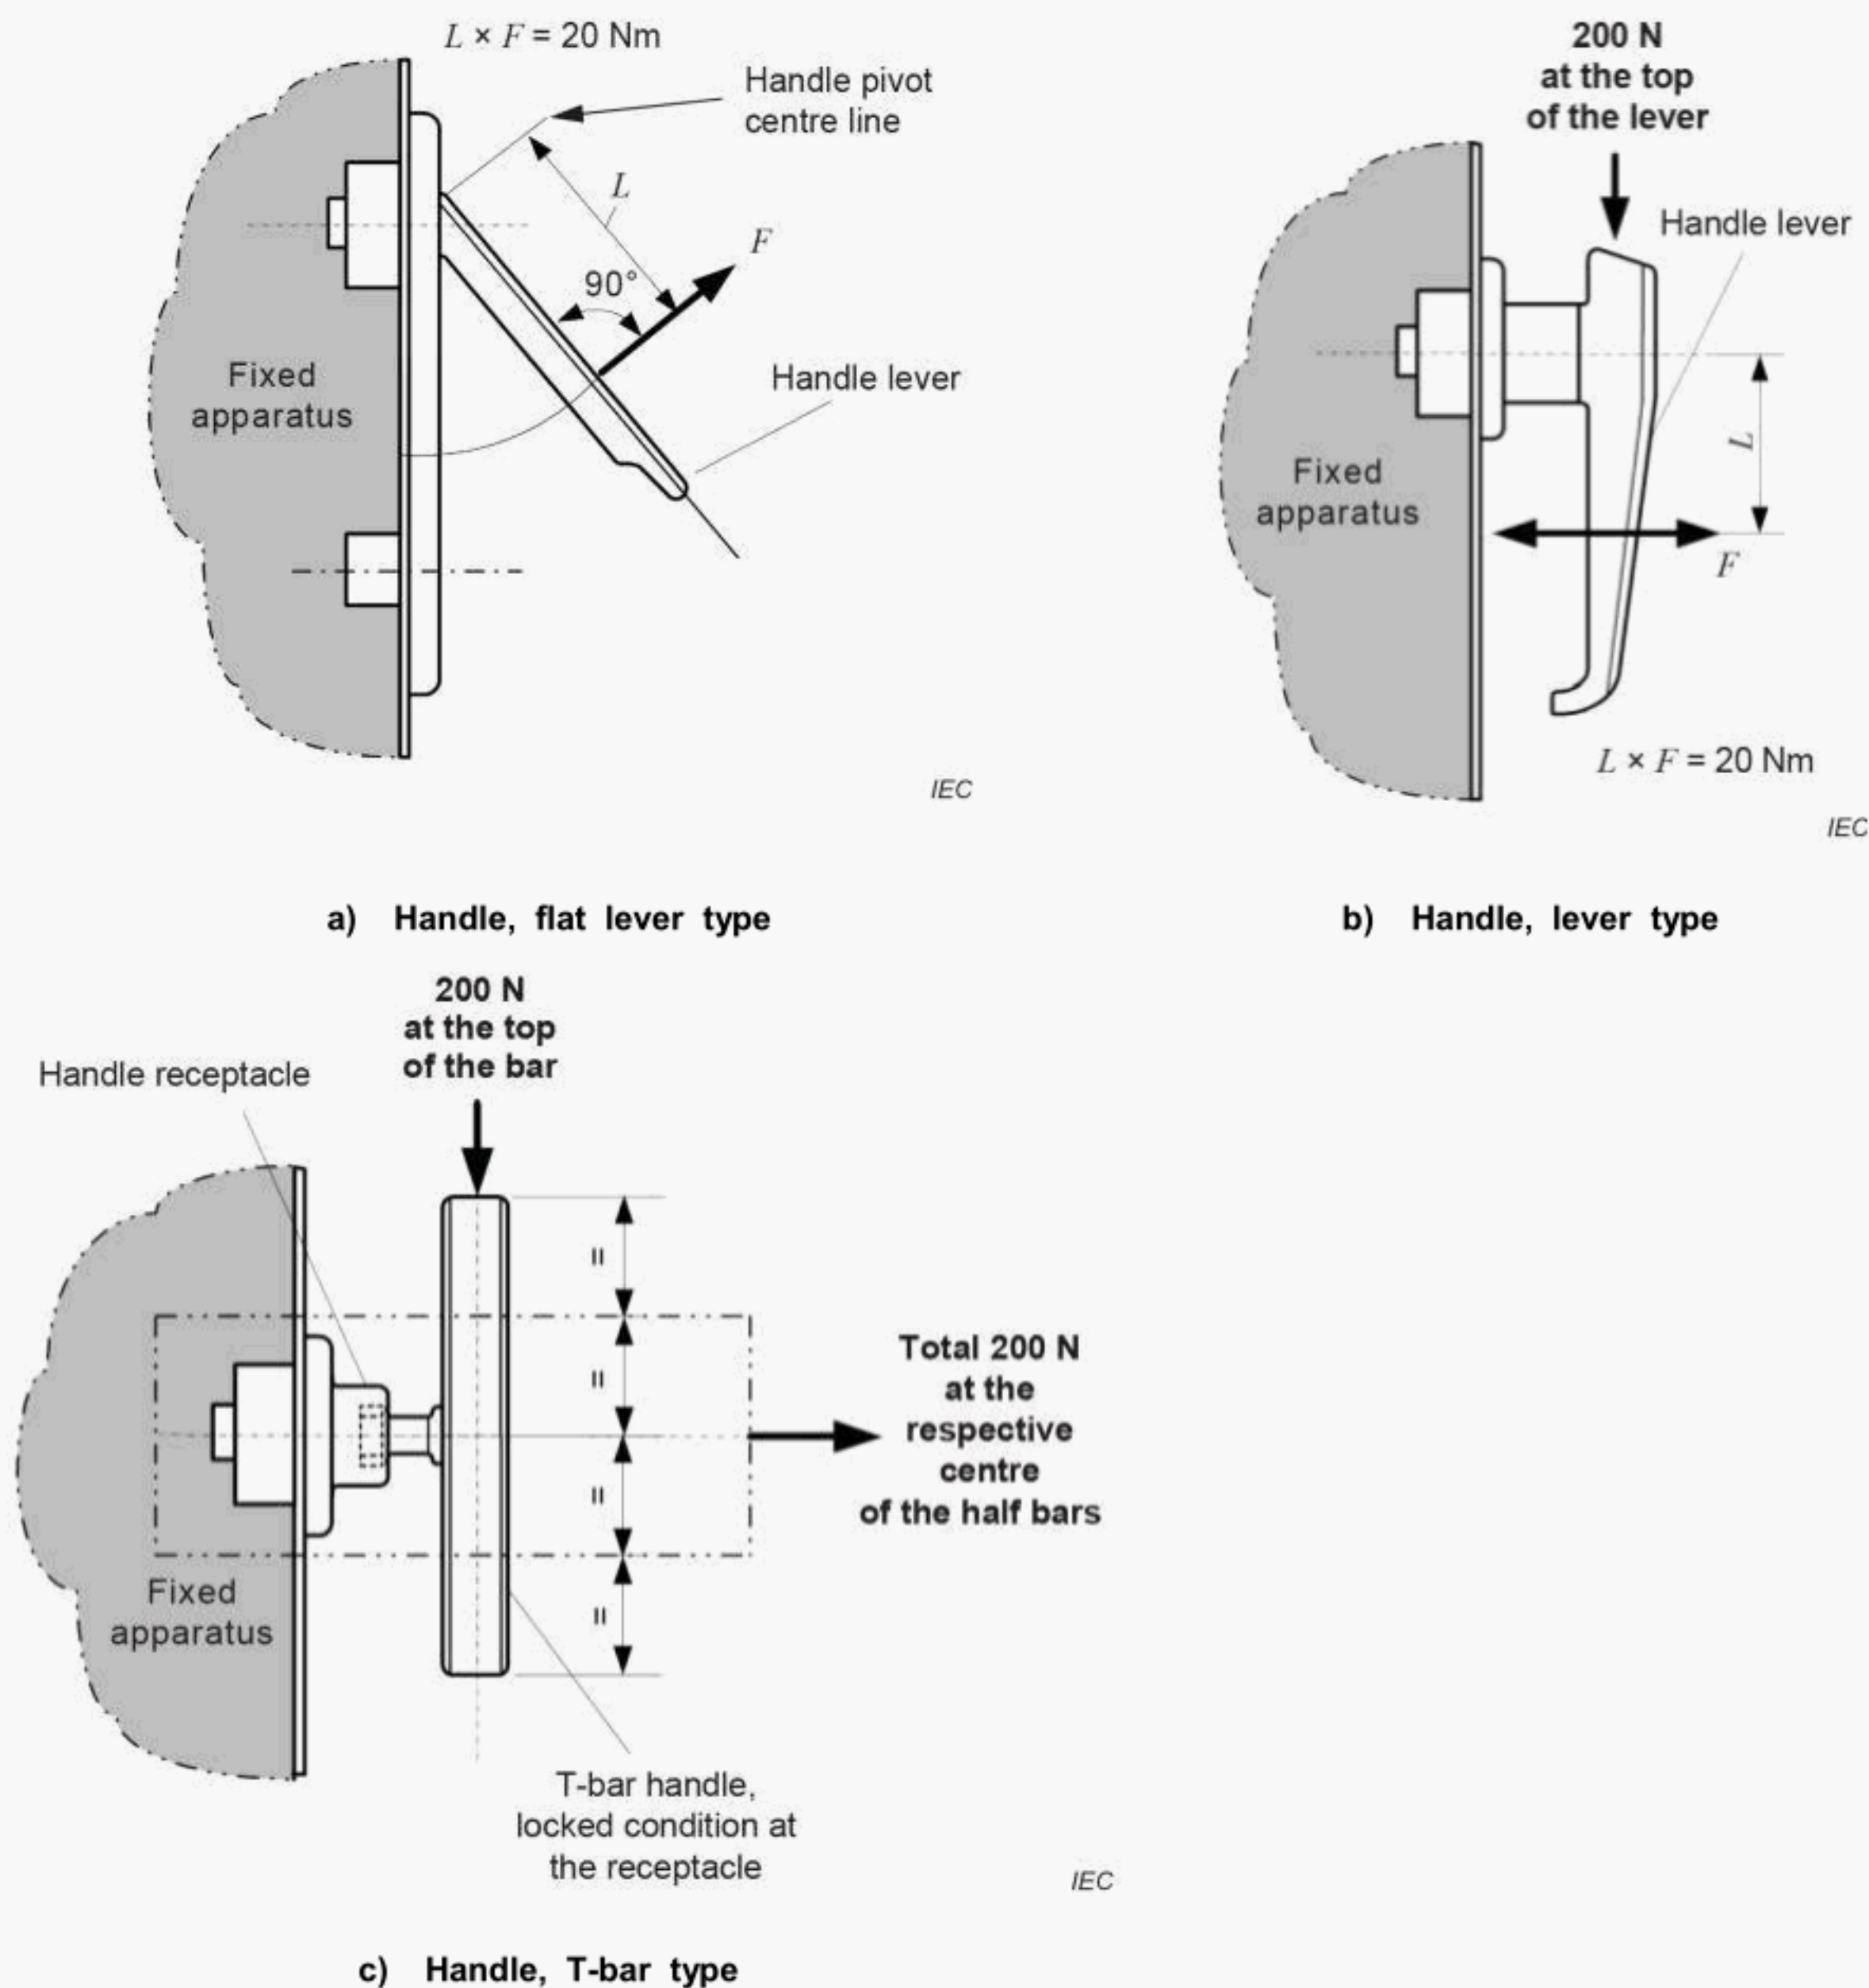 L × F = 20 Nm
Handle pivot
centre line
L
F
90°
Handle lever
Fixed
apparatus
IEC
a) Handle, flat lever type
200 N
at the top
of the lever
Handle lever
L
Fixed
apparatus
F
L × F = 20 Nm
IEC
b) Handle, lever type
200 N
at the top
of the bar
Handle receptacle
=
=
=
=
Total 200 N
at the
respective
centre
of the half bars
Fixed
apparatus
T-bar handle,
locked condition at
the receptacle
IEC
c) Handle, T-bar type